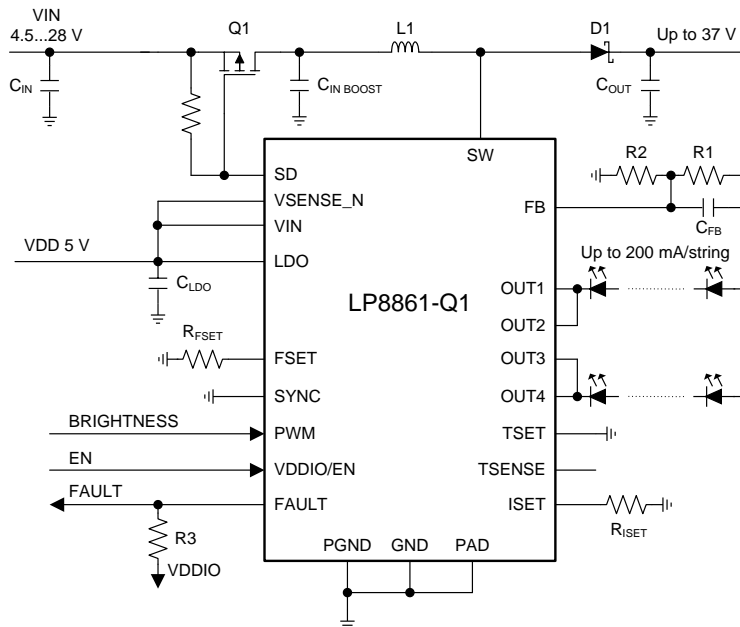 VIN
4.5...28 V
Q1
L1
D1
Up to 37 V
CIN
CIN BOOST
COUT
SW
SD
VSENSE_N
VIN
VDD 5 V
LDO
CLDO
R2
R1
FB
CFB
Up to 200 mA/string
LP8861-Q1
OUT1
OUT2
RFSET
FSET
OUT3
SYNC
OUT4
BRIGHTNESS
PWM
TSET
EN
VDDIO/EN
TSENSE
FAULT
FAULT
ISET
R3
RISET
VDDIO
PGND
GND
PAD